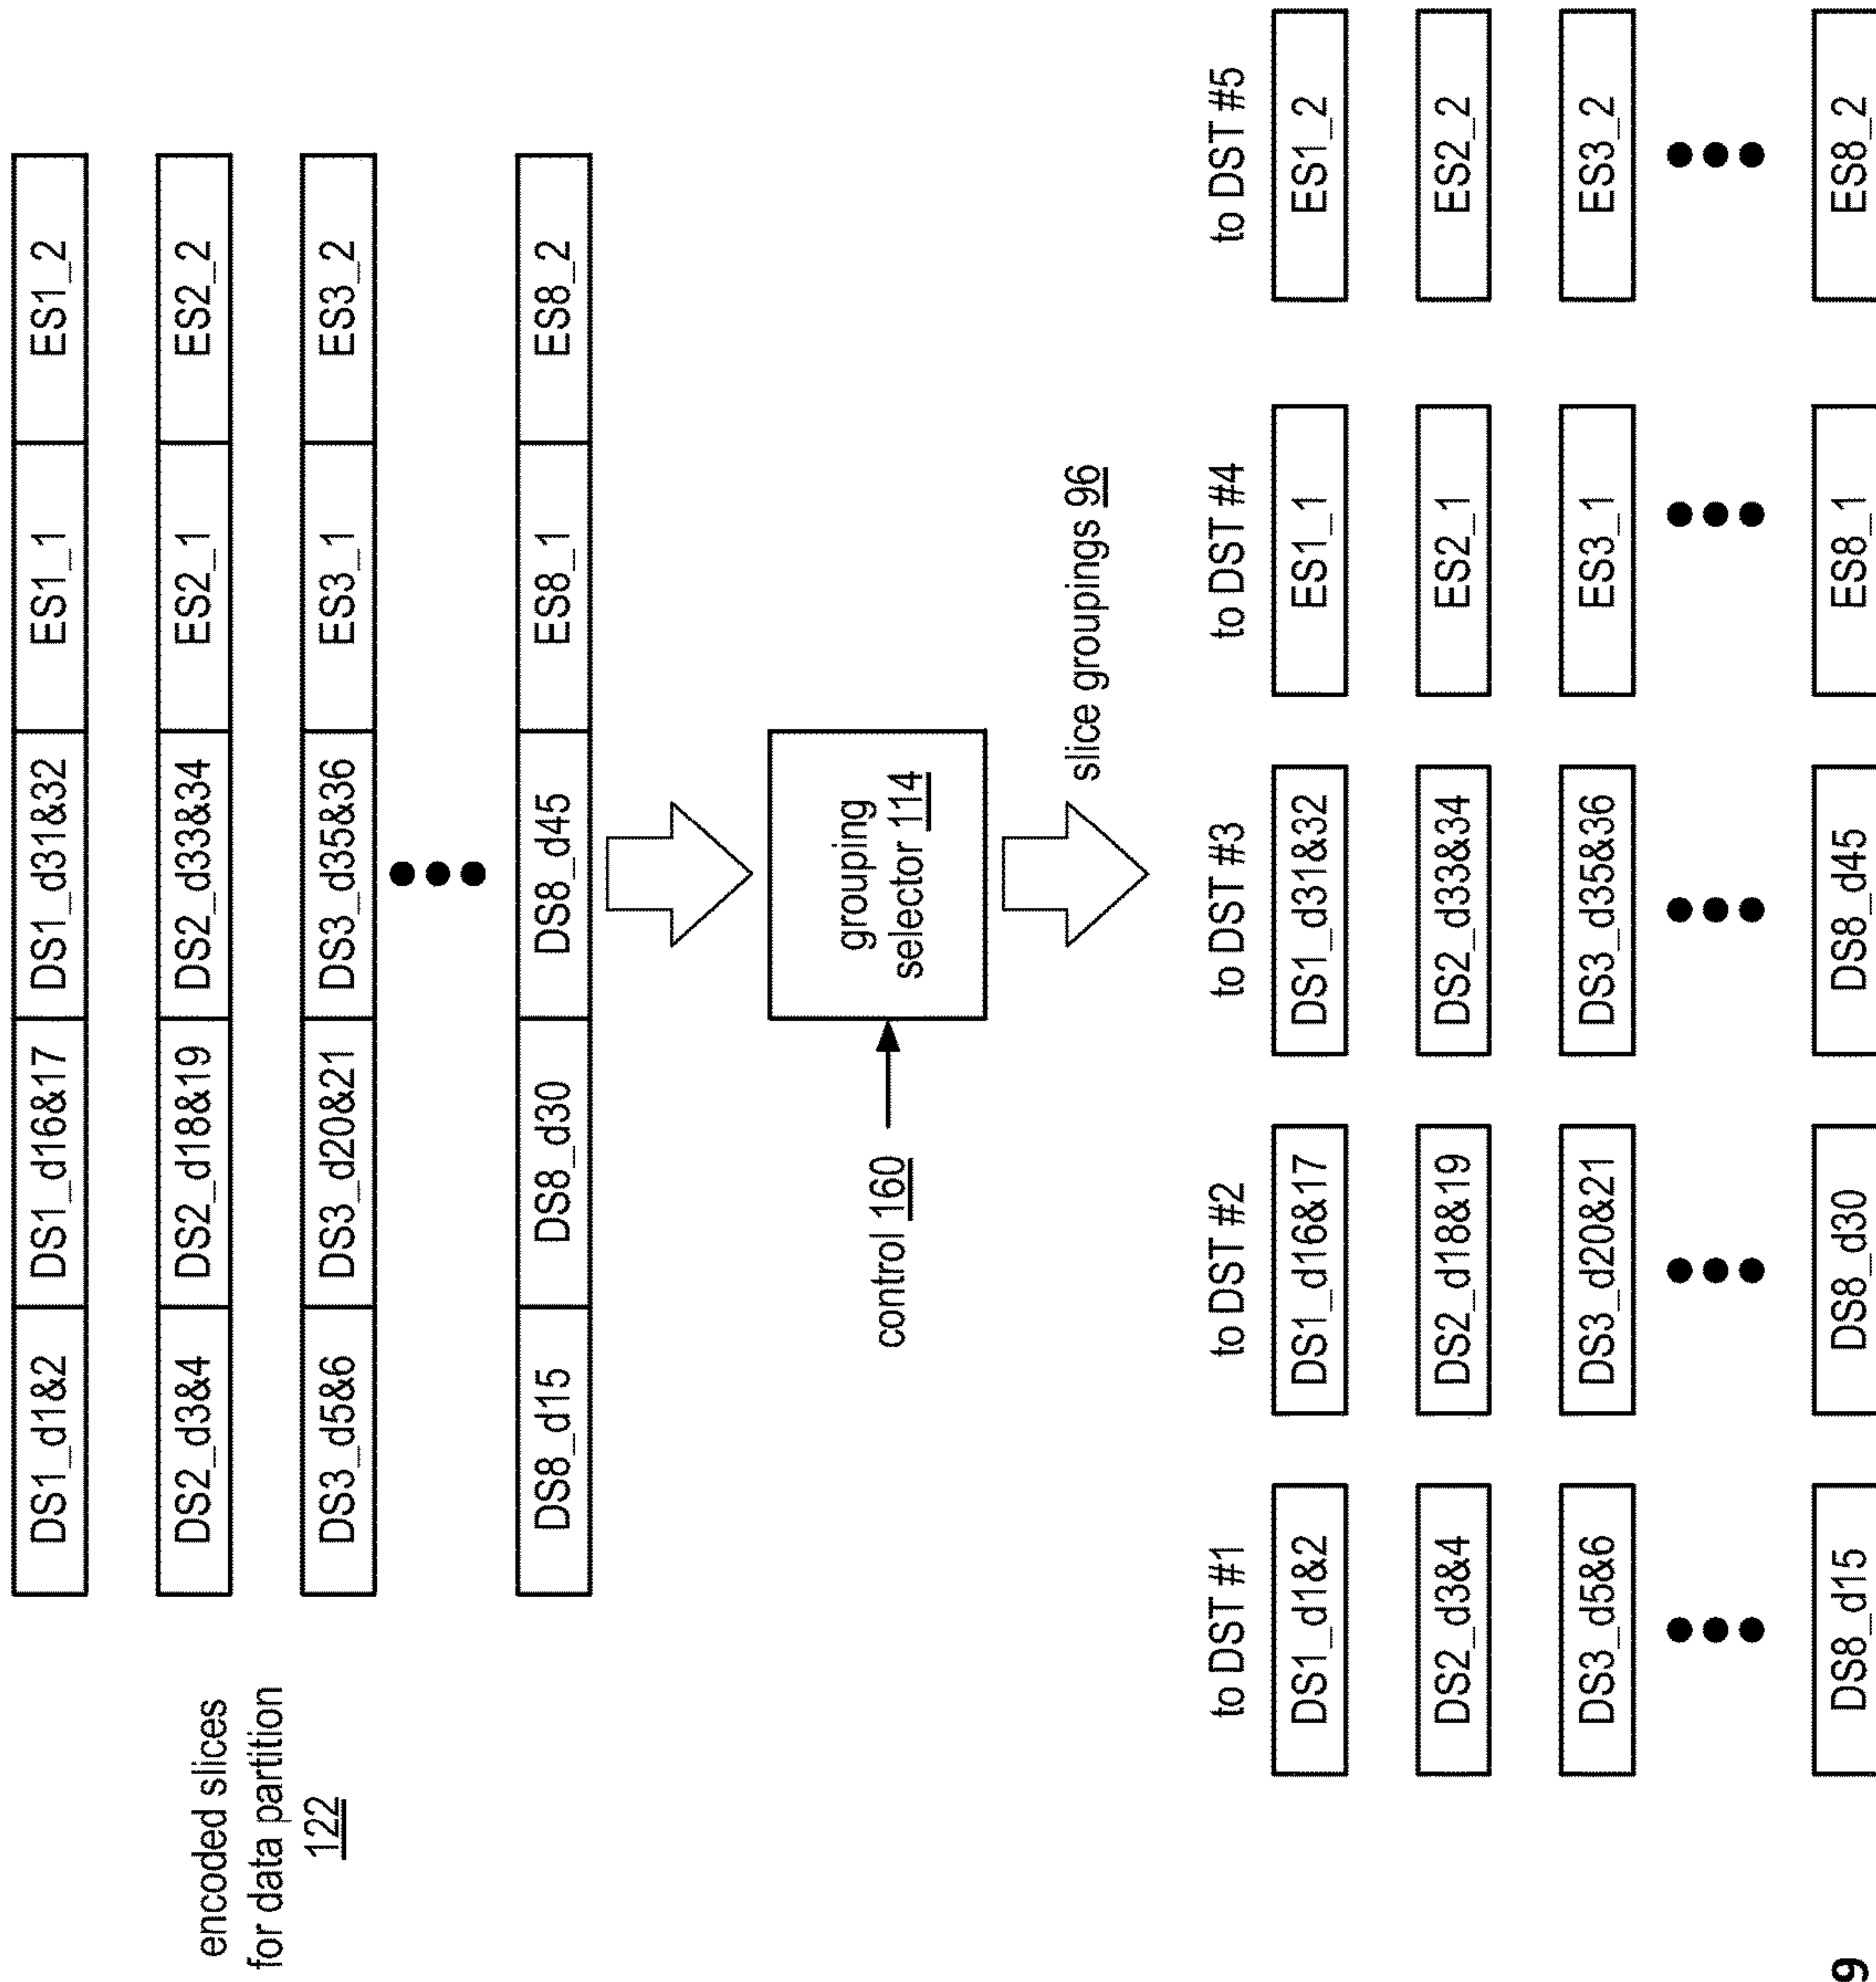 encoded slices
for data partition
122
DS1_d1&2 DS1_d16&17 DS1_d31&32 ES1_1 ES1_2
DS2_d3&4 DS2_d18&19 DS2_d33&34 ES2_1 ES2_2
DS3_d5&6 DS3_d20&21 DS3_d35&36 ES3_1 ES3_2
DS8_d15 DS8_d30 DS8_d45 ES8_1 ES8_2
control 160
grouping
selector 114
slice groupings 96
to DST #1 to DST #2 to DST #3 to DST #4 to DST #5
DS1_d1&2 DS1_d16&17 DS1_d31&32 ES1_1 ES1_2
DS2_d3&4 DS2_d18&19 DS2_d33&34 ES2_1 ES2_2
DS3_d5&6 DS3_d20&21 DS3_d35&36 ES3_1 ES3_2
DS8_d15 DS8_d30 DS8_d45 ES8_1 ES8_2
9